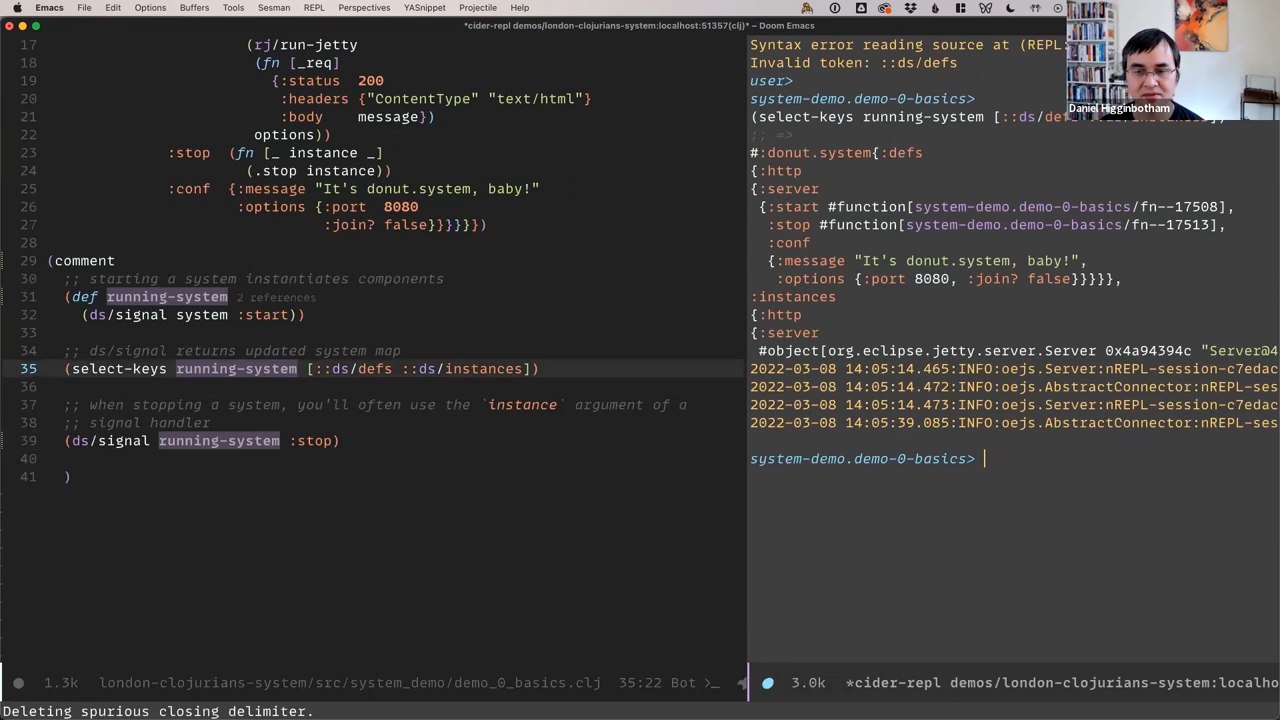 Emacs File Edit Options Buffers Tools Sesman REPL Perspectives YASnippet Projectile Help
*cider-repl demos/london-clojurians-system:localhost:51357(clj)* – Doom Emacs
17 (rj/run-jetty
18 (fn [_req]
19 {:status 200
20 :headers {"ContentType" "text/html"}
21 :body message})
22 options))
23 :stop (fn [_ instance _]
24 (.stop instance))
25 :conf {:message "It's donut.system, baby!"
26 :options {:port 8080
27 :join? false}}}}}})
28
29 (comment
30 ;; starting a system instantiates components
31 (def running-system 2 references
32 (ds/signal system :start))
33
34 ;; ds/signal returns updated system map
35 (select-keys running-system [::ds/defs ::ds/instances])
36
37 ;; when stopping a system, you'll often use the `instance` argument of a
38 ;; signal handler
39 (ds/signal running-system :stop)
40
41 )
1.3k london-clojurians-system/src/system_demo/demo_0_basics.clj 35:22 Bot
Deleting spurious closing delimiter.
Syntax error reading source at (REPL:
Invalid token: ::ds/defs
user>
system-demo.demo-0-basics>
(select-keys running-system [::ds/defs ::ds/instances])
;; =>
#:donut.system{:defs
{:http
{:server
{:start #function[system-demo.demo-0-basics/fn--17508],
:stop #function[system-demo.demo-0-basics/fn--17513],
:conf
{:message "It's donut.system, baby!",
:options {:port 8080, :join? false}}}}},
:instances
{:http
{:server
#object[org.eclipse.jetty.server.Server 0x4a94394c "Server@4
2022-03-08 14:05:14.465:INFO:oejs.Server:nREPL-session-c7edac
2022-03-08 14:05:14.472:INFO:oejs.AbstractConnector:nREPL-ses
2022-03-08 14:05:14.473:INFO:oejs.Server:nREPL-session-c7edac
2022-03-08 14:05:39.085:INFO:oejs.AbstractConnector:nREPL-ses
system-demo.demo-0-basics>
3.0k *cider-repl demos/london-clojurians-system:localho
Daniel Higginbotham